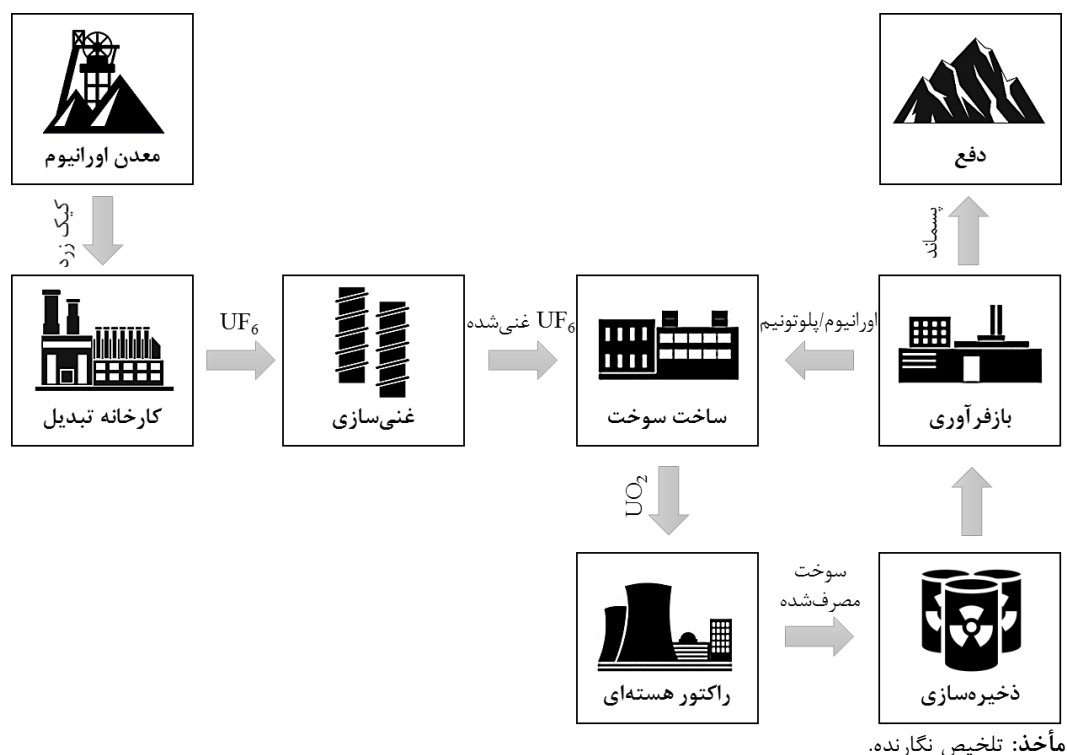 معدن اورانیوم
کیک زرد
کارخانه تبدیل
UF₆
غنی‌سازی
UF₆ غنی‌شده
ساخت سوخت
UO₂
راکتور هسته‌ای
سوخت
مصرف‌شده
ذخیره‌سازی
بازفرآوری
اورانیوم/پلوتونیم
پسماند
دفع
مأخذ: تلخیص نگارنده.